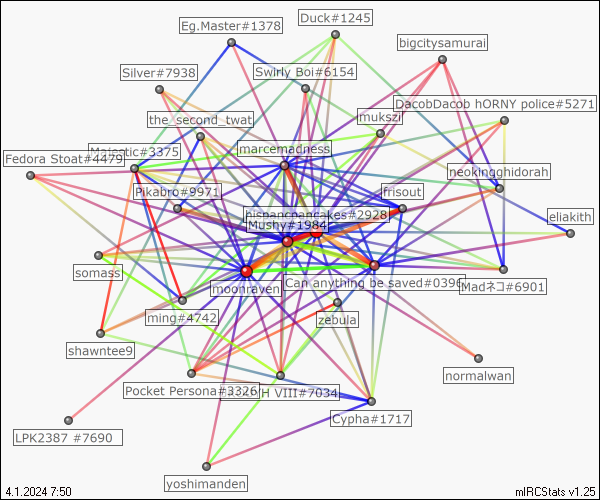 Duck#1245
Eg.Master#1378
bigcitysamurai
Silver#7938
Swirly Boi#6154
DacobDacob hORNY police#5271
the_second_twat
mukszi
marcemadness
Majestic#3375
Fedora Stoat#4479
neokingghidorah
Pikabro#9971
frisout
hispancpancakes#2928
Mushy#1984
eliakith
somass
moonraven
Can anything be saved#0396
Madネコ#6901
ming#4742
zebula
shawntee9
normalwan
Pocket Persona#3326
H VIII#7034
Cypha#1717
LPK2387 #7690
yoshimanden
4.1.2024 7:50
mIRCStats v1.25